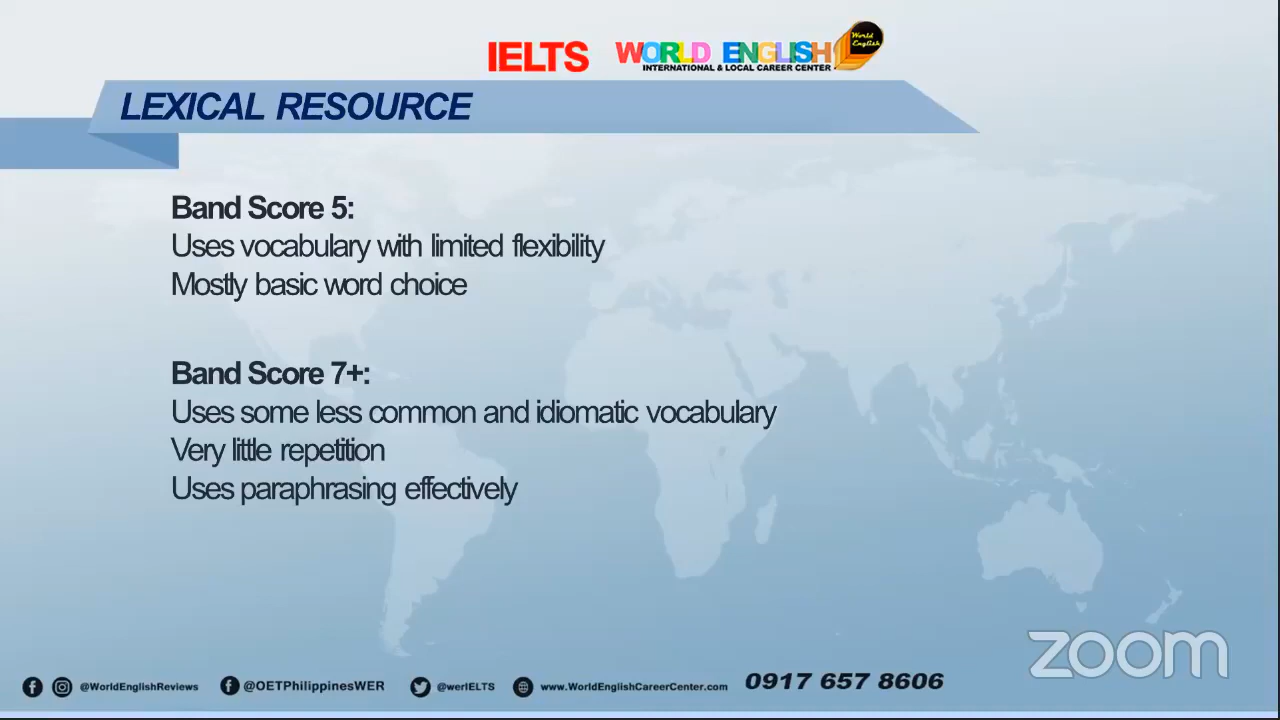 IELTS WORLD ENGLISH World English
INTERNATIONAL & LOCAL CAREER CENTER
LEXICAL RESOURCE
Band Score 5:
Uses vocabulary with limited flexibility
Mostly basic word choice
Band Score 7+:
Uses some less common and idiomatic vocabulary
Very little repetition
Uses paraphrasing effectively
zoom
@WorldEnglishReviews @OETPhilippinesWER @werIELTS www.WorldEnglishCareerCenter.com 0917 657 8606